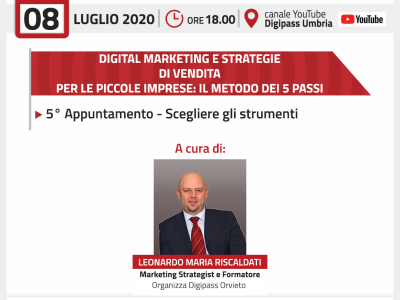 08 LUGLIO 2020 ORE 18.00 canale YouTube
Digipass Umbria
YouTube
DIGITAL MARKETING E STRATEGIE
DI VENDITA
PER LE PICCOLE IMPRESE: IL METODO DEI 5 PASSI
5° Appuntamento - Scegliere gli strumenti
A cura di:
LEONARDO MARIA RISCALDATI
Marketing Strategist e Formatore
Organizza Digipass Orvieto